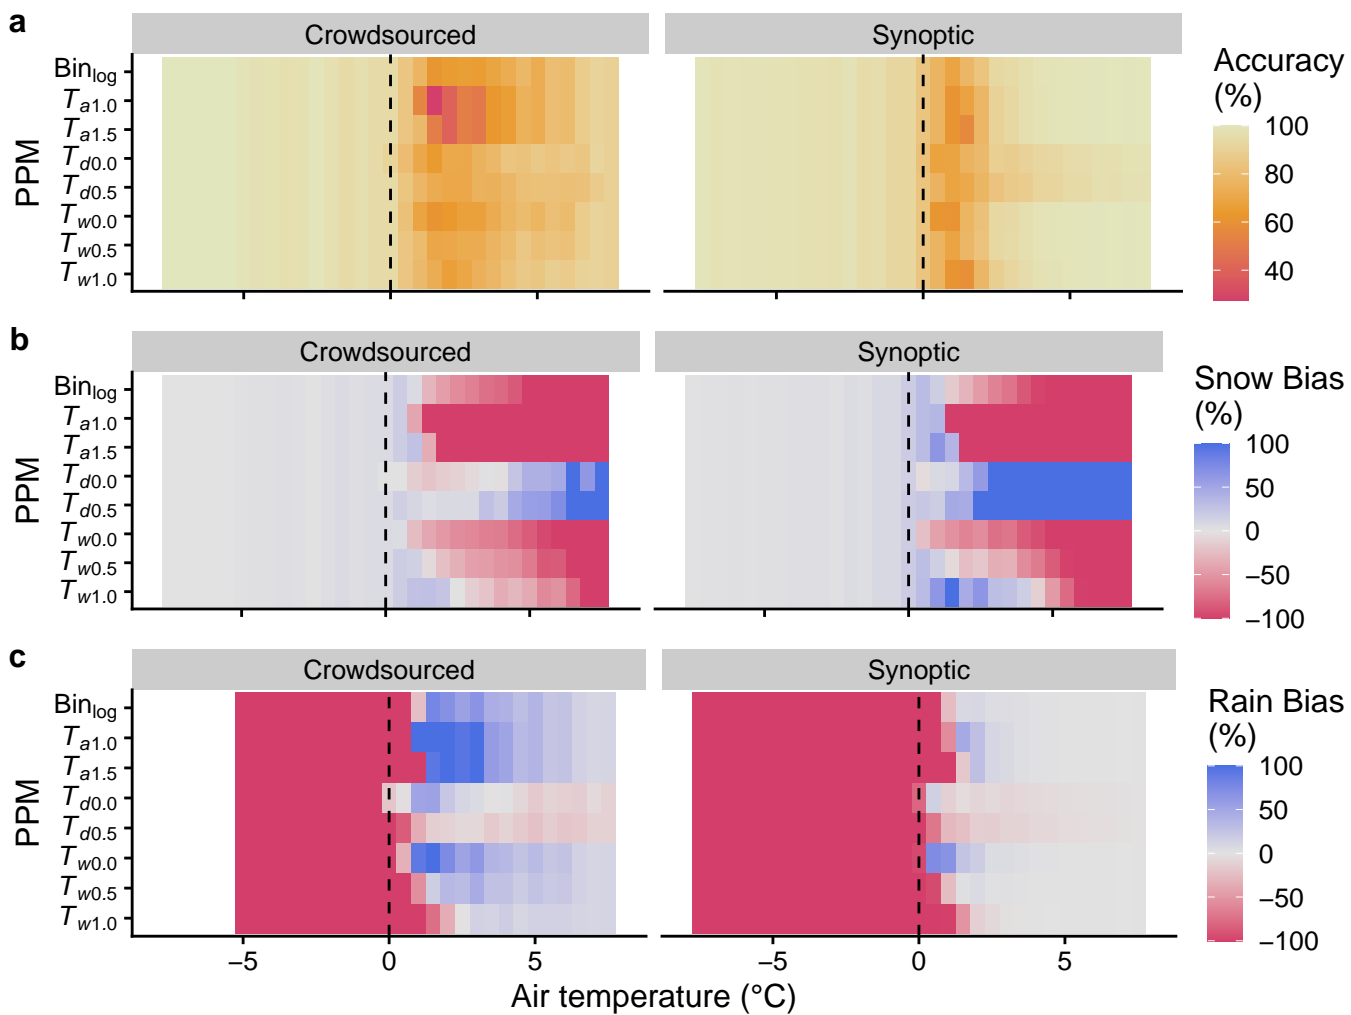 a
Crowdsourced
Synoptic
PPM
Binlog
Ta1.0
Ta1.5
Td0.0
Td0.5
Tw0.0
Tw0.5
Tw1.0
Accuracy
(%)
100
80
60
40
b
Crowdsourced
Synoptic
PPM
Binlog
Ta1.0
Ta1.5
Td0.0
Td0.5
Tw0.0
Tw0.5
Tw1.0
Snow Bias
(%)
100
50
0
−50
−100
c
Crowdsourced
Synoptic
PPM
Binlog
Ta1.0
Ta1.5
Td0.0
Td0.5
Tw0.0
Tw0.5
Tw1.0
Rain Bias
(%)
100
50
0
−50
−100
−5 0 5 −5 0 5
Air temperature (°C)